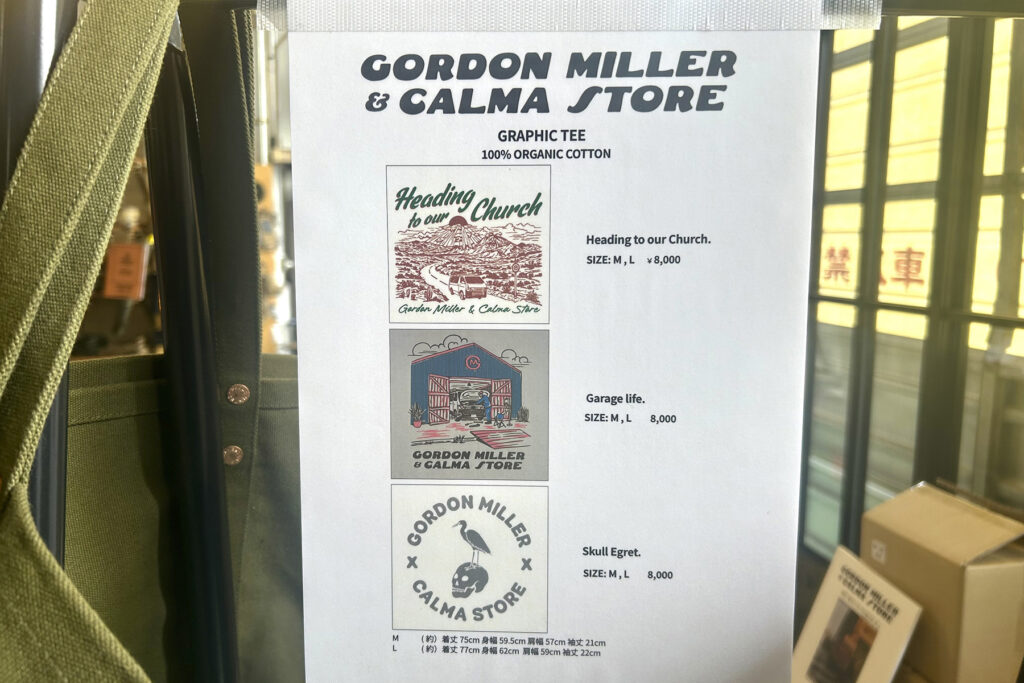 GORDON MILLER
& CALMA STORE
GRAPHIC TEE
100% ORGANIC COTTON
Heading
to our Church
Gordon Miller & Calma Store
Heading to our Church.
SIZE: M , L ¥8,000
GORDON MILLER
& CALMA STORE
Garage life.
SIZE: M , L 8,000
GORDON MILLER
X X
CALMA STORE
Skull Egret.
SIZE: M , L 8,000
M （約）着丈 75cm 身幅 59.5cm 肩幅 57cm 袖丈 21cm
L （約）着丈 77cm 身幅 62cm 肩幅 59cm 袖丈 22cm
GORDON MILLER
& CALMA STORE